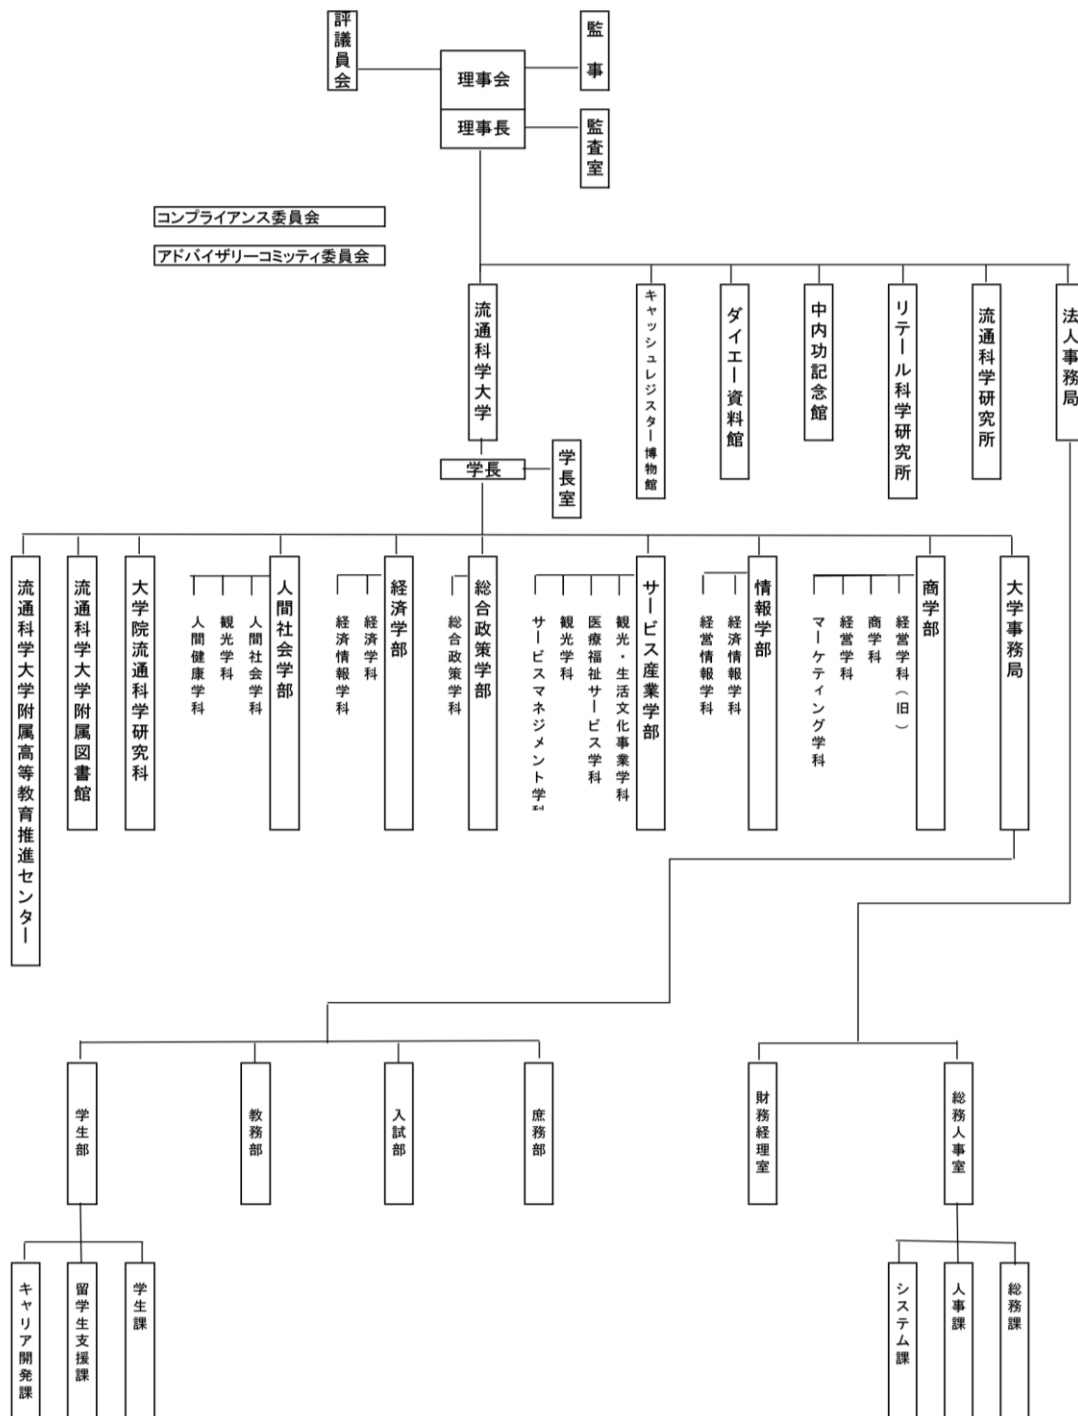 評議員会
監事
理事会
理事長
監査室
コンプライアンス委員会
アドバイザリーコミッティ委員会
流通科学大学
キャッシュレジスター博物館
ダイエー資料館
中内功記念館
リテール科学研究所
流通科学研究所
法人事務局
学長
学長室
流通科学大学附属高等教育推進センター
流通科学大学附属図書館
大学院流通科学研究科
人間健康学科
観光学科
人間社会学科
人間社会学部
経済情報学科
経済学科
経済学部
総合政策学科
総合政策学部
サービスマネジメント学科
観光学科
医療福祉サービス学科
観光・生活文化事業学科
サービス産業学部
経営情報学科
経済情報学科
情報学部
マーケティング学科
経営学科
商学科
経営学科（旧）
商学部
大学事務局
学生部
教務部
入試部
庶務部
財務経理室
総務人事室
キャリア開発課
留学生支援課
学生課
システム課
人事課
総務課